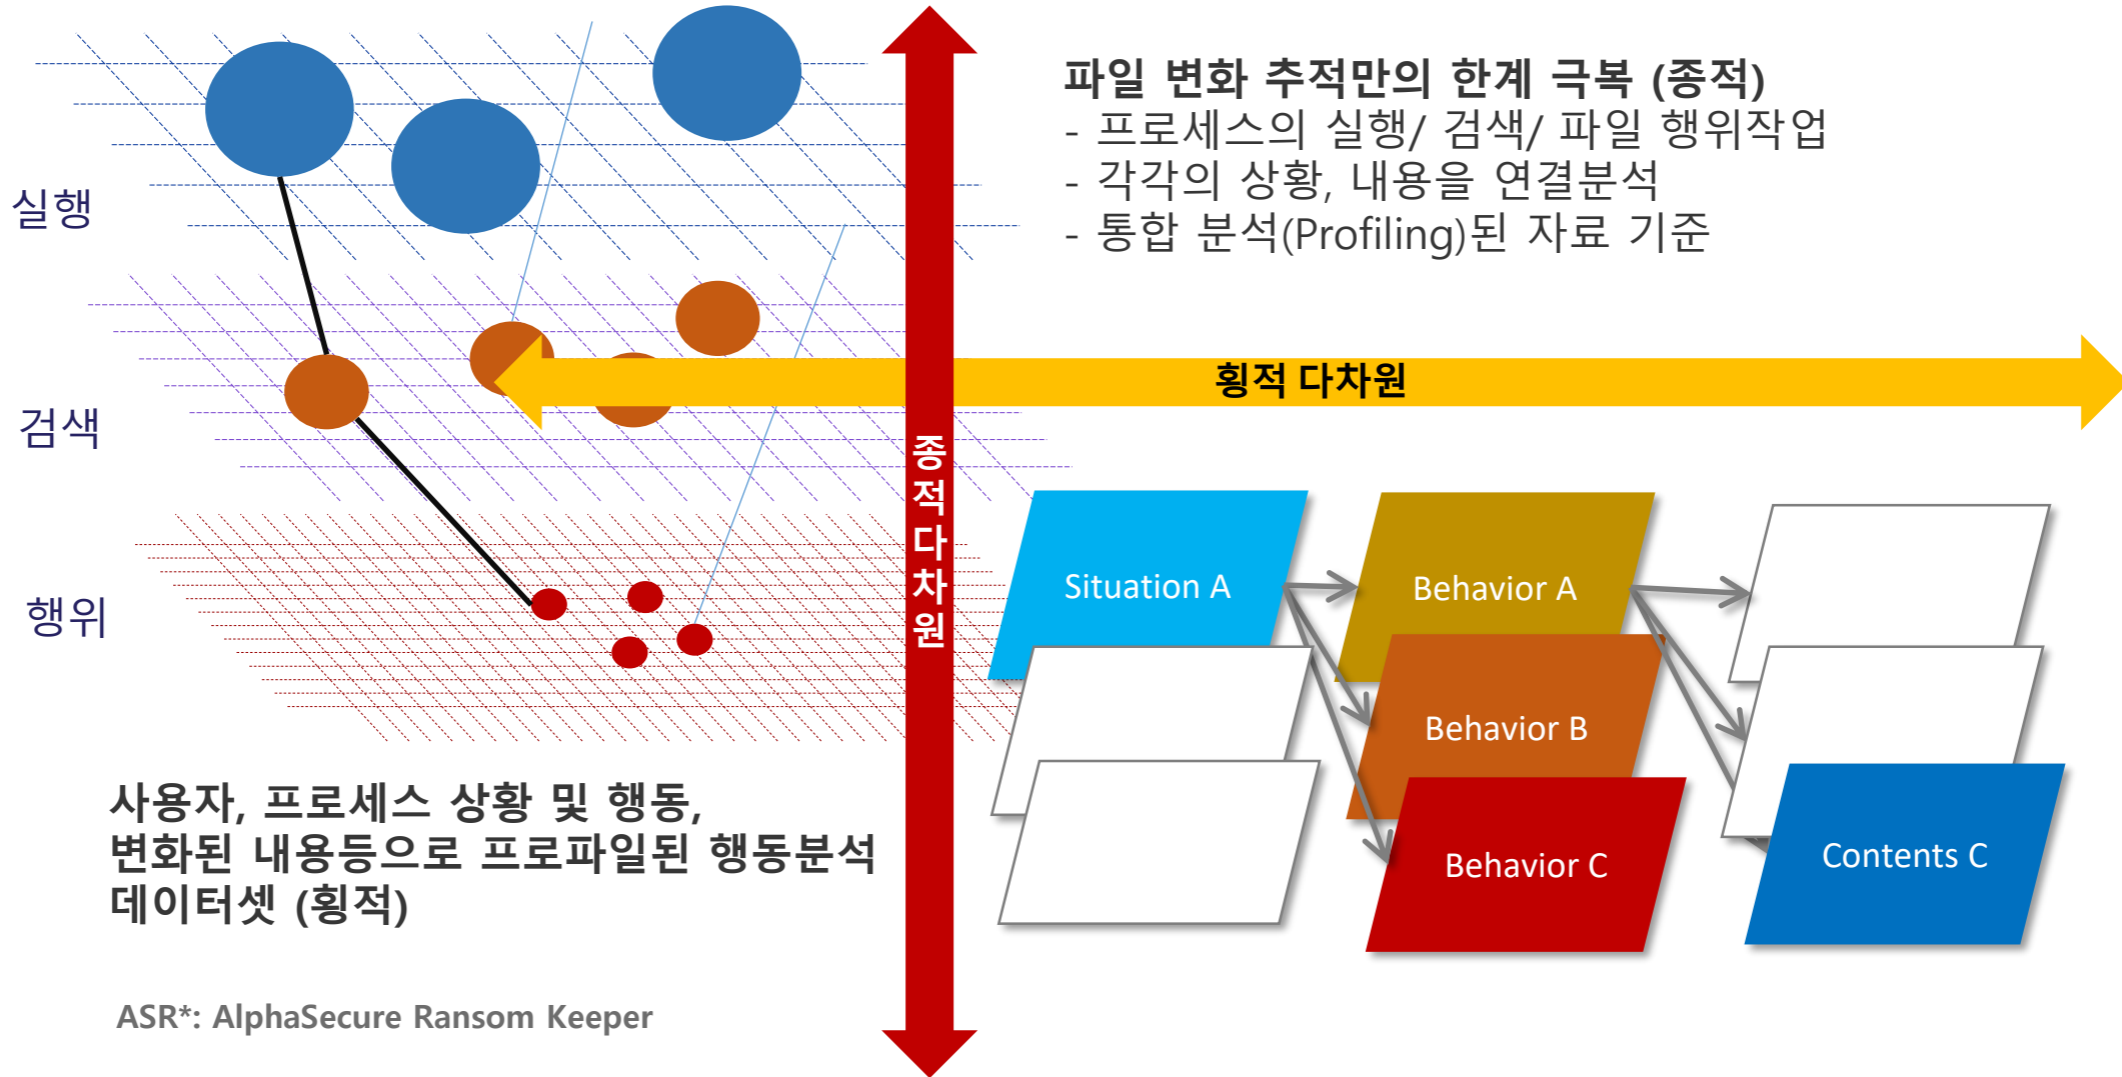 파일 변화 추적만의 한계 극복 (종적)
- 프로세스의 실행/ 검색/ 파일 행위작업
- 각각의 상황, 내용을 연결분석
- 통합 분석(Profiling)된 자료 기준
실행
검색
행위
횡적 다차원
종적다차원
Situation A
Behavior A
Behavior B
Behavior C
Contents C
사용자, 프로세스 상황 및 행동,
변화된 내용등으로 프로파일된 행동분석
데이터셋 (횡적)
ASR*: AlphaSecure Ransom Keeper